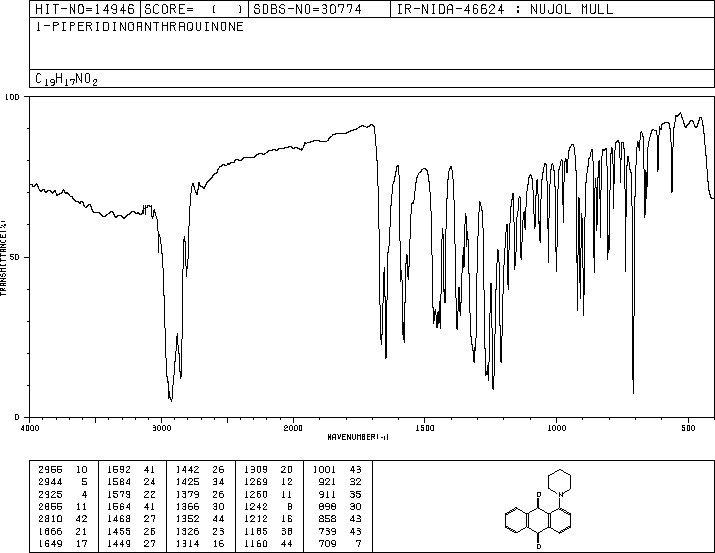 HIT-NO=14946 SCORE= ( ) SDBS-NO=30774 IR-NIDA-46624 : NUJOL MULL
1-PIPERIDINOANTHRAQUINONE
C19H17NO2
100
50
0
TRANSMITTANCE(%)
4000 3000 2000 1500 1000 500
WAVENUMBER(-1)
2966 10 1592 41 1442 26 1309 20 1001 43
2944 5 1584 24 1425 34 1269 12 921 32
2925 4 1579 22 1379 26 1260 11 911 35
2855 11 1564 41 1366 30 1242 8 898 30
2810 42 1468 27 1352 44 1212 16 858 43
1666 21 1455 26 1326 23 1185 38 739 43
1649 17 1449 27 1314 16 1160 44 709 7
O
N
O